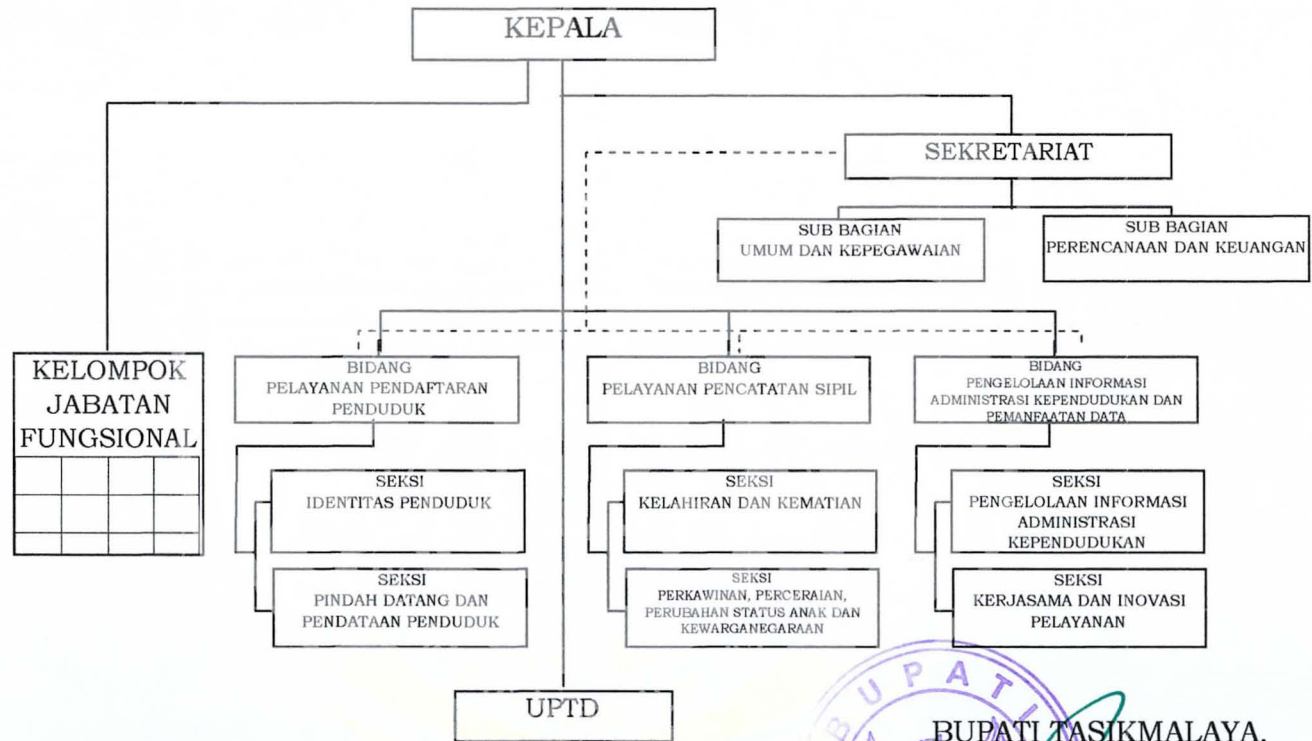 KEPALA
SEKRETARIAT
SUB BAGIAN
UMUM DAN KEPEGAWAIAN
SUB BAGIAN
PERENCANAAN DAN KEUANGAN
KELOMPOK
JABATAN
FUNGSIONAL
BIDANG
PELAYANAN PENDAFTARAN
PENDUDUK
BIDANG
PELAYANAN PENCATATAN SIPIL
BIDANG
PENGELOLAAN INFORMASI
ADMINISTRASI KEPENDUDUKAN DAN
PEMANFAATAN DATA
SEKSI
IDENTITAS PENDUDUK
SEKSI
PINDAH DATANG DAN
PENDATAAN PENDUDUK
SEKSI
KELAHIRAN DAN KEMATIAN
SEKSI
PERKAWINAN, PERCERAIAN,
PERUBAHAN STATUS ANAK DAN
KEWARGANEGARAAN
SEKSI
PENGELOLAAN INFORMASI
ADMINISTRASI
KEPENDUDUKAN
SEKSI
KERJASAMA DAN INOVASI
PELAYANAN
UPTD
BUPATI
BUPATI TASIKMALAYA,